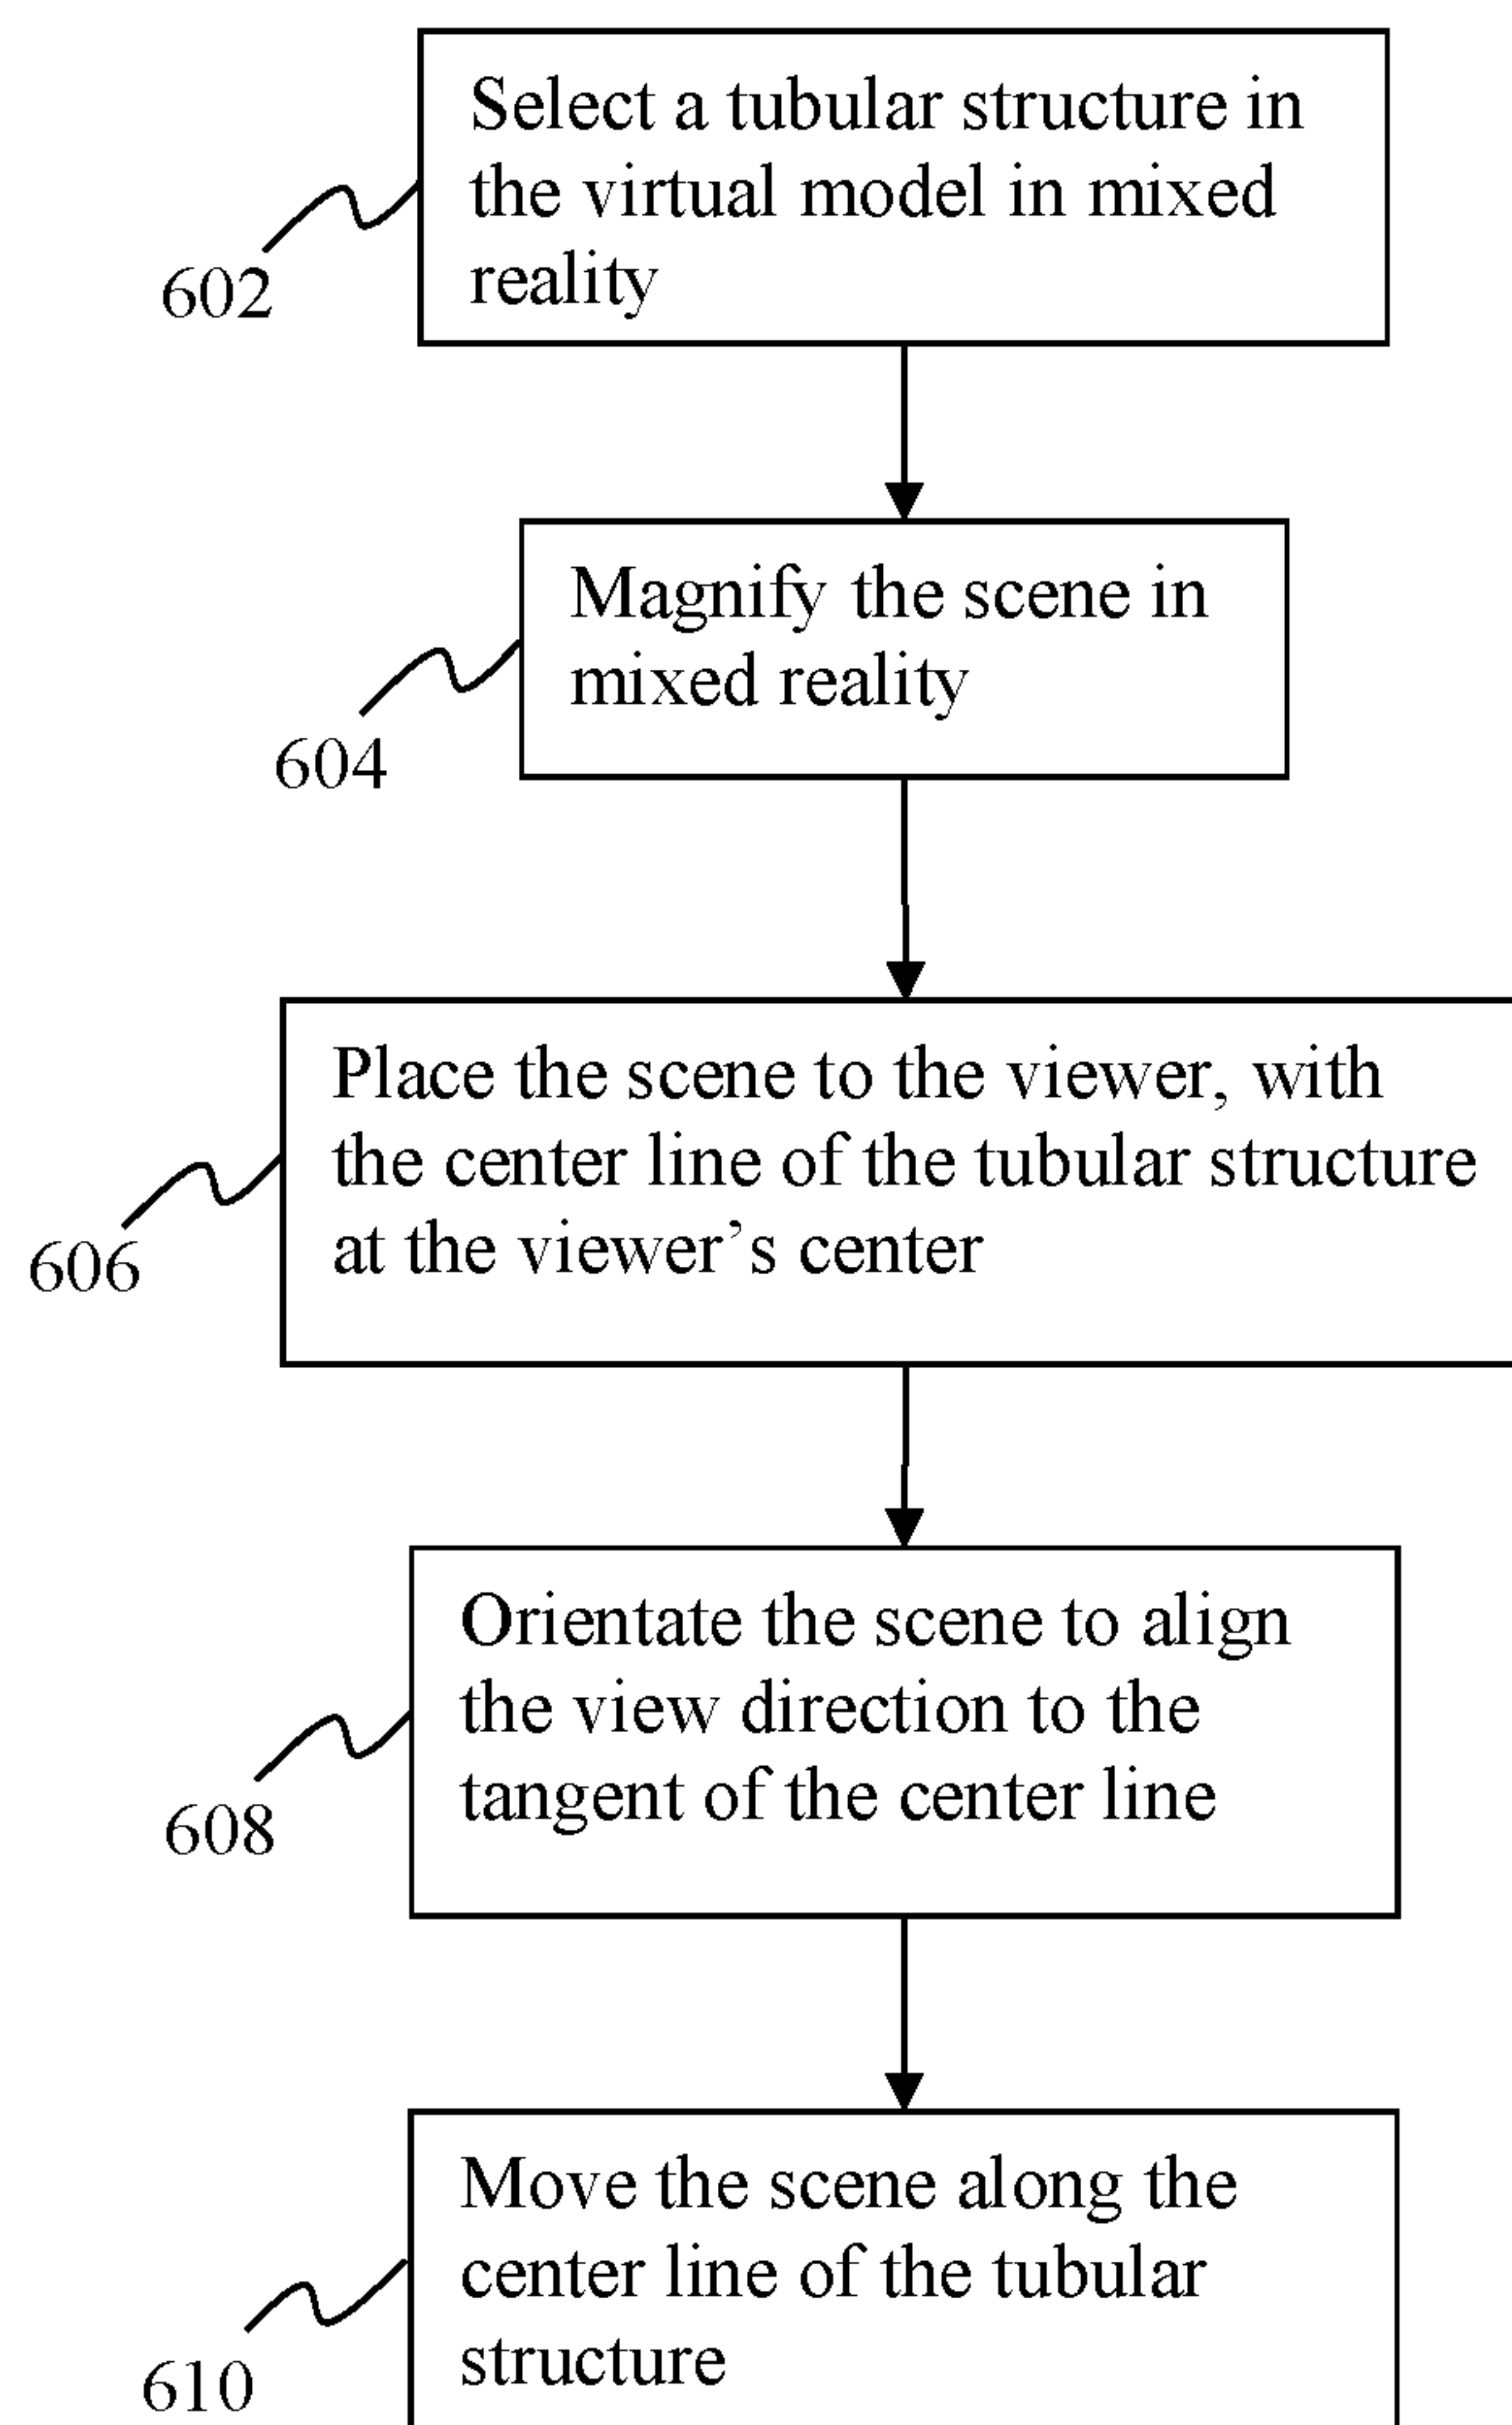 Select a tubular structure in
the virtual model in mixed
reality
602
Magnify the scene in
mixed reality
604
Place the scene to the viewer, with
the center line of the tubular structure
at the viewer’s center
606
Orientate the scene to align
the view direction to the
tangent of the center line
608
Move the scene along the
center line of the tubular
structure
610